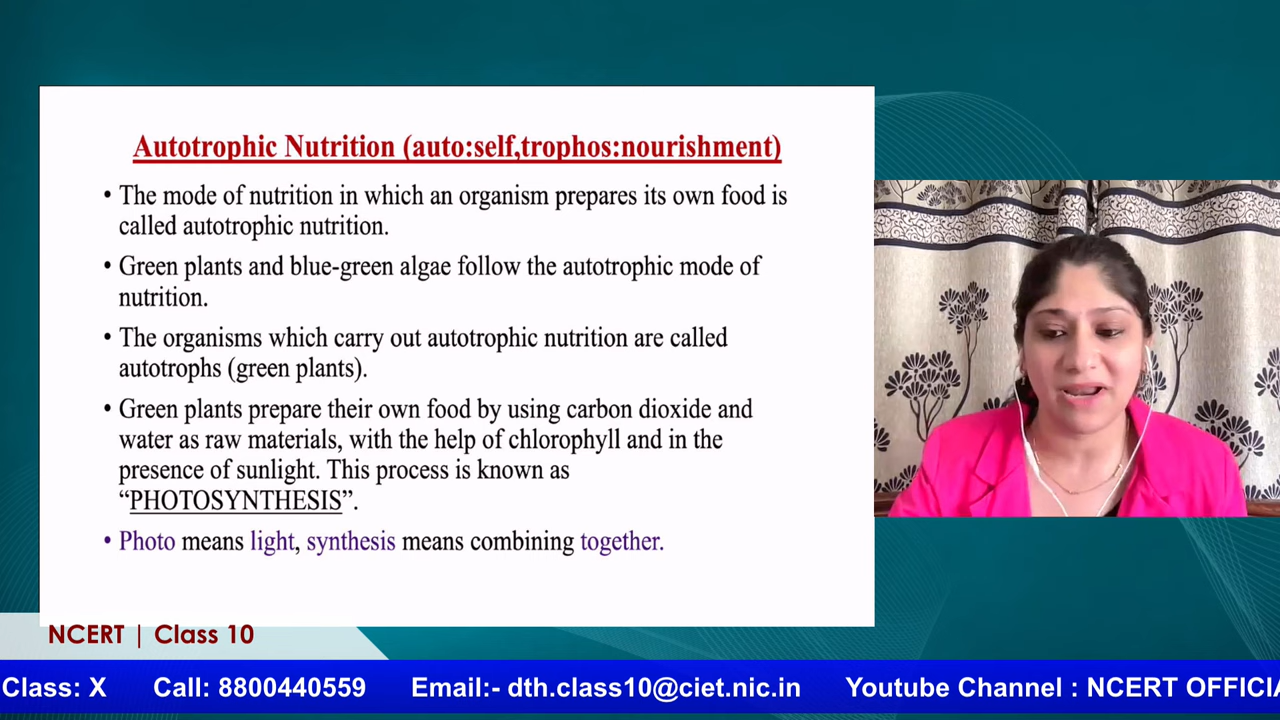 Autotrophic Nutrition (auto:self,trophos:nourishment)
• The mode of nutrition in which an organism prepares its own food is
called autotrophic nutrition.
• Green plants and blue-green algae follow the autotrophic mode of
nutrition.
• The organisms which carry out autotrophic nutrition are called
autotrophs (green plants).
• Green plants prepare their own food by using carbon dioxide and
water as raw materials, with the help of chlorophyll and in the
presence of sunlight. This process is known as
“PHOTOSYNTHESIS”.
• Photo means light, synthesis means combining together.
NCERT | Class 10
Class: X Call: 8800440559 Email:- dth.class10@ciet.nic.in Youtube Channel : NCERT OFFICIA